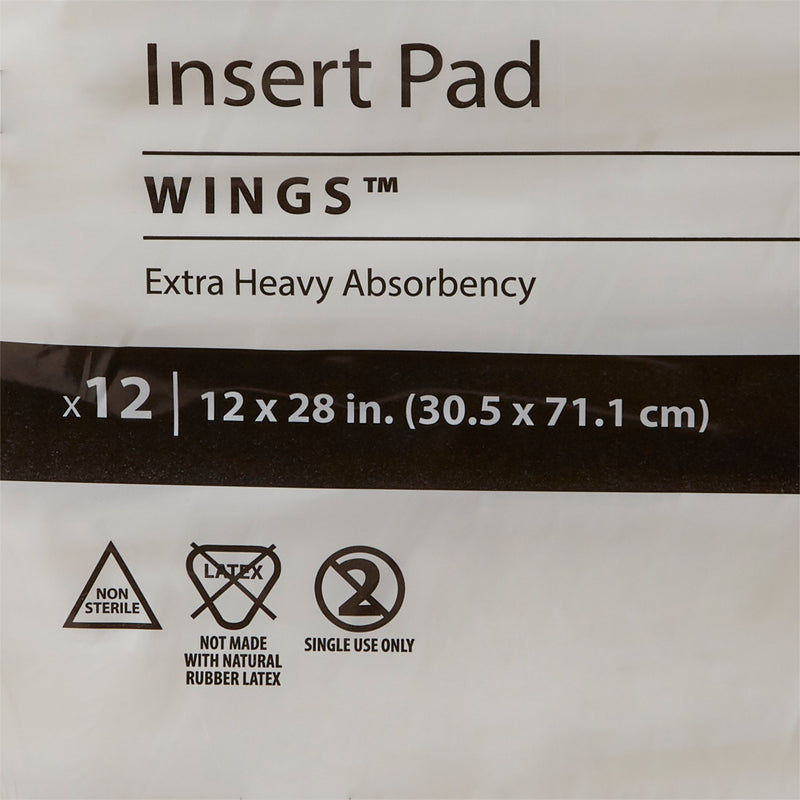 Insert Pad
WINGS™
Extra Heavy Absorbency
x12 | 12 x 28 in. (30.5 x 71.1 cm)
NON
STERILE
LATEX
NOT MADE
WITH NATURAL
RUBBER LATEX
2
SINGLE USE ONLY